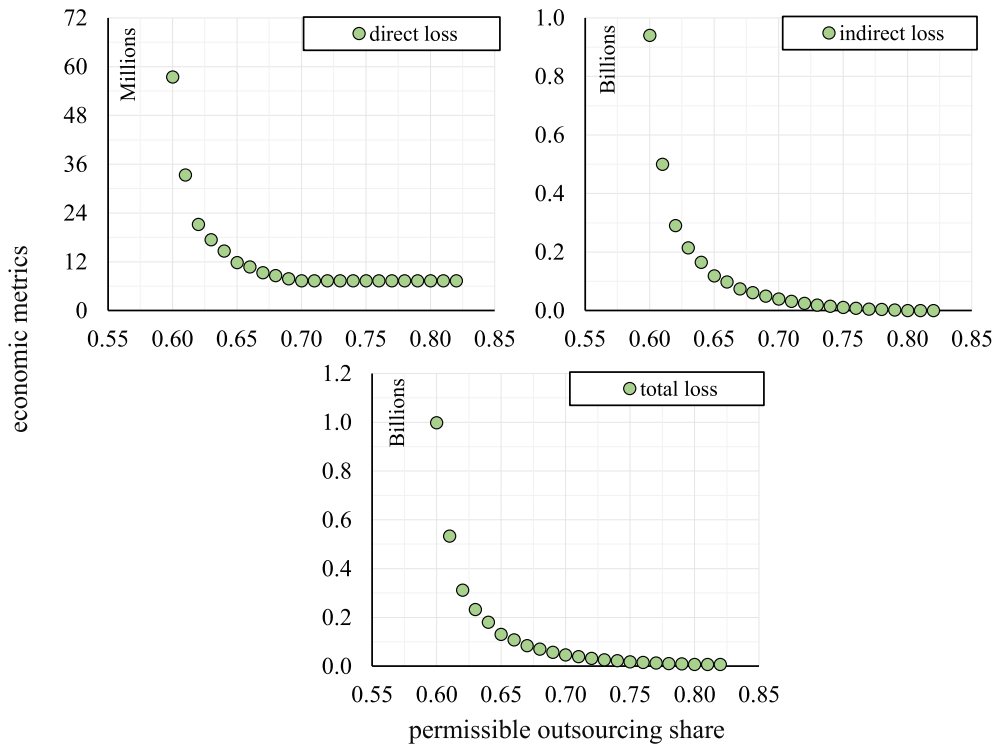 72
60
48
36
24
12
0
Millions
direct loss
0.55 0.60 0.65 0.70 0.75 0.80 0.85
1.0
0.8
0.6
0.4
0.2
0.0
Billions
indirect loss
0.55 0.60 0.65 0.70 0.75 0.80 0.85
economic metrics
1.2
1.0
0.8
0.6
0.4
0.2
0.0
Billions
total loss
0.55 0.60 0.65 0.70 0.75 0.80 0.85
permissible outsourcing share